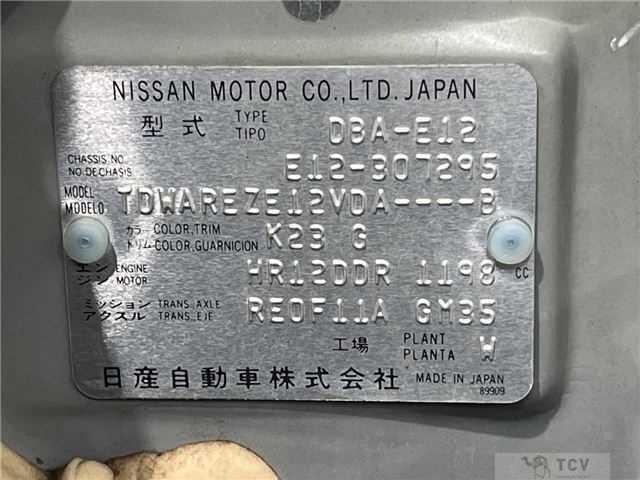 NISSAN MOTOR CO.,LTD. JAPAN
型式 TYPE TIPO DBA-E12
CHASSIS NO. NO.DE CHASIS E12-307295
MODEL MODELO TDWAREZE12VDA----B
カラー トリム COLOR,TRIM COLOR,GUARNICION K23 G
エンジン ENGINE MOTOR HR12DDR 1198 CC
ミッション アクスル TRANS.,AXLE TRANS.,EJE RE0F11A GM35
工場 PLANT PLANTA W
日産自動車株式会社 MADE IN JAPAN
89909
TCV